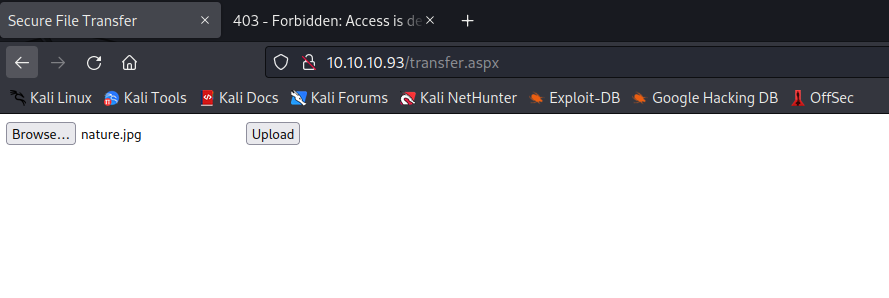 Secure File Transfer
403 - Forbidden: Access is de
10.10.10.93/transfer.aspx
Kali Linux Kali Tools Kali Docs Kali Forums Kali NetHunter Exploit-DB Google Hacking DB OffSec
Browse... nature.jpg Upload